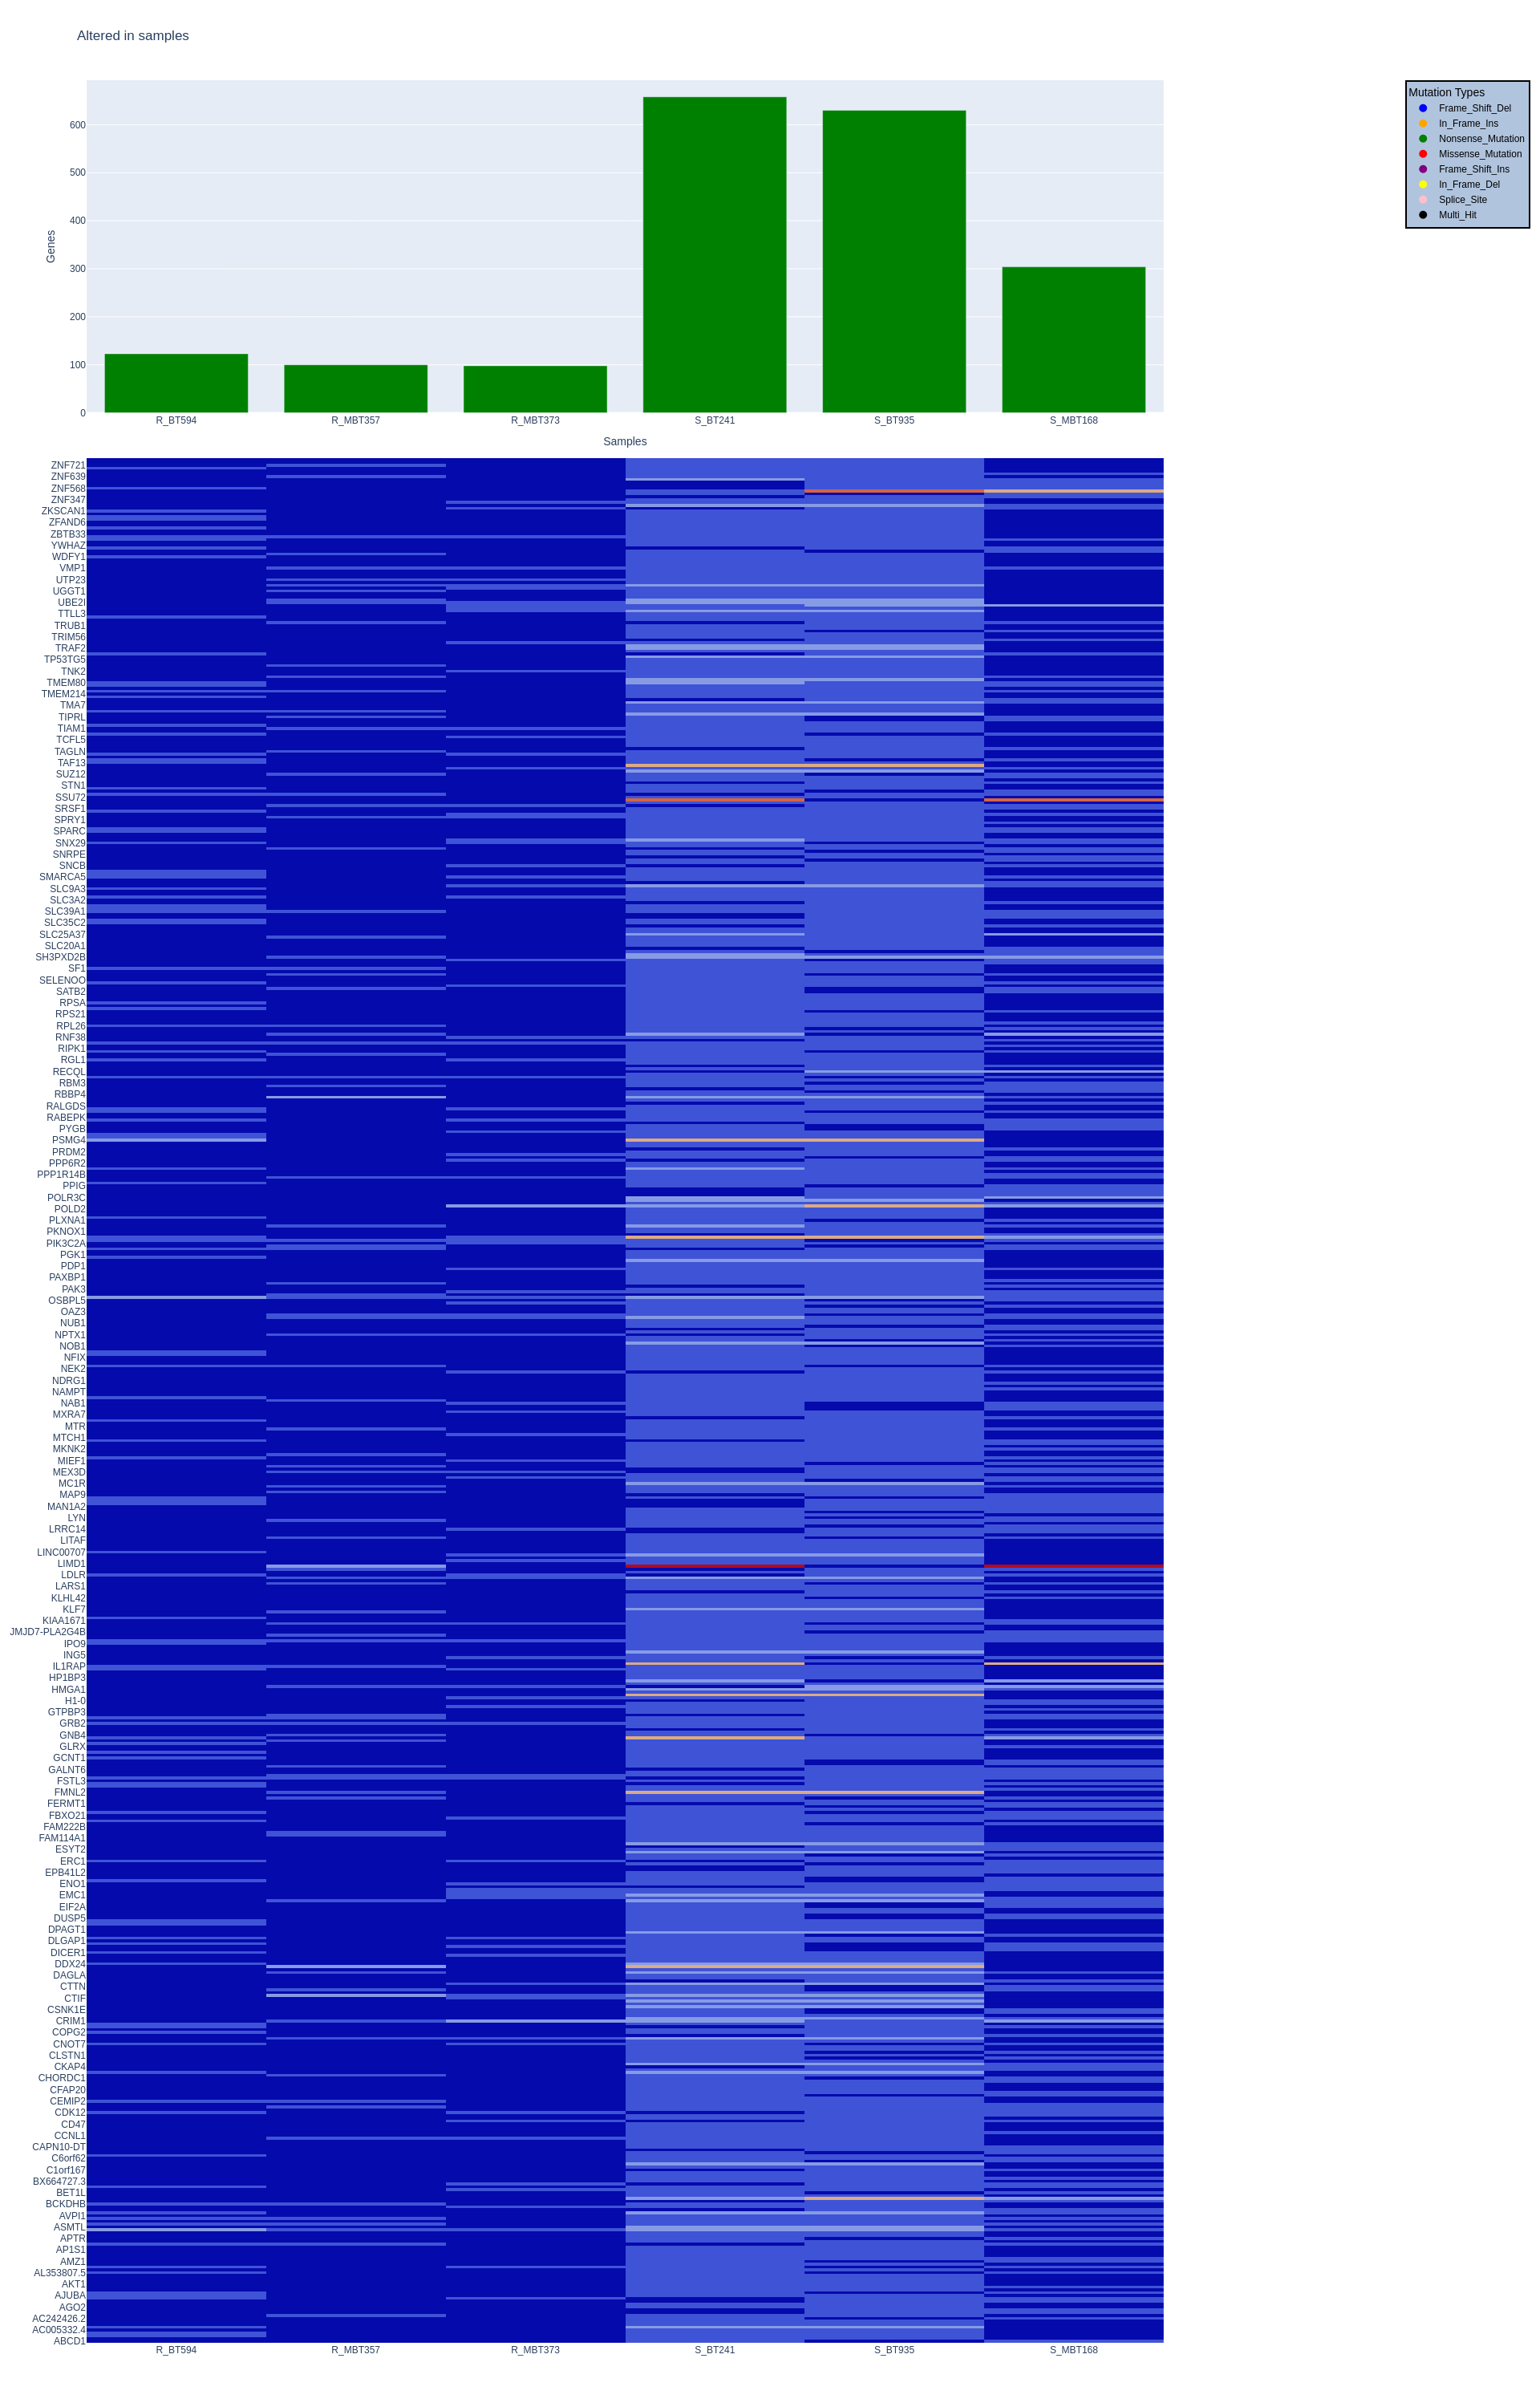 Altered in samples
Mutation Types
Frame_Shift_Del
In_Frame_Ins
Nonsense_Mutation
Missense_Mutation
Frame_Shift_Ins
In_Frame_Del
Splice_Site
Multi_Hit
Genes
600
500
400
300
200
100
0
R_BT594 R_MBT357 R_MBT373 S_BT241 S_BT935 S_MBT168
Samples
ZNF721
ZNF639
ZNF568
ZNF347
ZKSCAN1
ZFAND6
ZBTB33
YWHAZ
WDFY1
VMP1
UTP23
UGGT1
UBE2I
TTLL3
TRUB1
TRIM56
TRAF2
TP53TG5
TNK2
TMEM80
TMEM214
TMA7
TIPRL
TIAM1
TCFL5
TAGLN
TAF13
SUZ12
STN1
SSU72
SRSF1
SPRY1
SPARC
SNX29
SNRPE
SNCB
SMARCA5
SLC9A3
SLC3A2
SLC39A1
SLC35C2
SLC25A37
SLC20A1
SH3PXD2B
SF1
SELENOO
SATB2
RPSA
RPS21
RPL26
RNF38
RIPK1
RGL1
RECQL
RBM3
RBBP4
RALGDS
RABEPK
PYGB
PSMG4
PRDM2
PPP6R2
PPP1R14B
PPIG
POLR3C
POLD2
PLXNA1
PKNOX1
PIK3C2A
PGK1
PDP1
PAXBP1
PAK3
OSBPL5
OAZ3
NUB1
NPTX1
NOB1
NFIX
NEK2
NDRG1
NAMPT
NAB1
MXRA7
MTR
MTCH1
MKNK2
MIEF1
MEX3D
MC1R
MAP9
MAN1A2
LYN
LRRC14
LITAF
LINC00707
LIMD1
LDLR
LARS1
KLHL42
KLF7
KIAA1671
JMJD7-PLA2G4B
IPO9
ING5
IL1RAP
HP1BP3
HMGA1
H1-0
GTPBP3
GRB2
GNB4
GLRX
GCNT1
GALNT6
FSTL3
FMNL2
FERMT1
FBXO21
FAM222B
FAM114A1
ESYT2
ERC1
EPB41L2
ENO1
EMC1
EIF2A
DUSP5
DPAGT1
DLGAP1
DICER1
DDX24
DAGLA
CTTN
CTIF
CSNK1E
CRIM1
COPG2
CNOT7
CLSTN1
CKAP4
CHORDC1
CFAP20
CEMIP2
CDK12
CD47
CCNL1
CAPN10-DT
C6orf62
C1orf167
BX664727.3
BET1L
BCKDHB
AVPI1
ASMTL
APTR
AP1S1
AMZ1
AL353807.5
AKT1
AJUBA
AGO2
AC242426.2
AC005332.4
ABCD1
R_BT594 R_MBT357 R_MBT373 S_BT241 S_BT935 S_MBT168